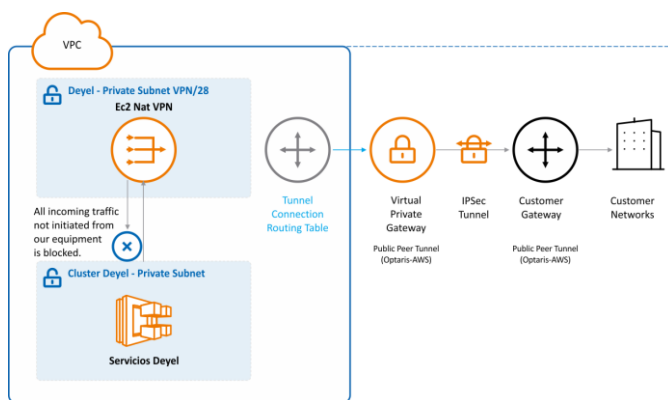 VPC
Deyel - Private Subnet VPN/28
Ec2 Nat VPN
All incoming traffic
not initiated from
our equipment
is blocked.
Cluster Deyel - Private Subnet
Servicios Deyel
Tunnel
Connection
Routing Table
Virtual
Private
Gateway
Public Peer Tunnel
(Optaris-AWS)
IPSec
Tunnel
Customer
Gateway
Public Peer Tunnel
(Optaris-AWS)
Customer
Networks